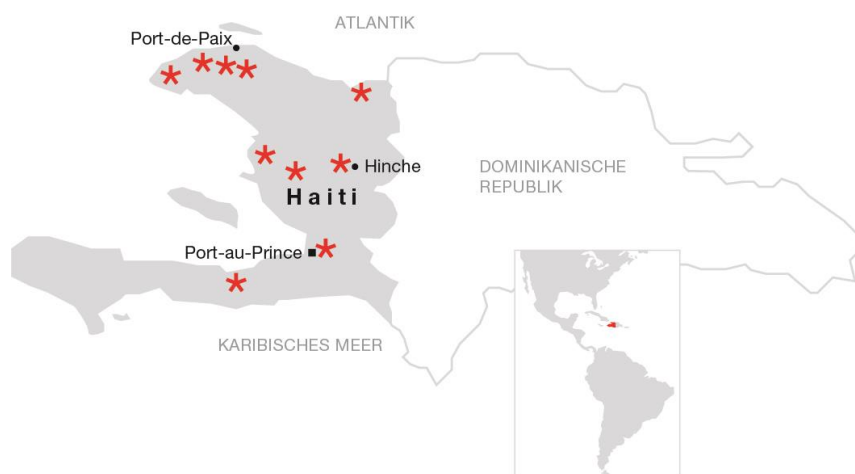 ATLANTIK
Port-de-Paix
Hinche
DOMINIKANISCHE
REPUBLIK
Haiti
Port-au-Prince
KARIBISCHES MEER